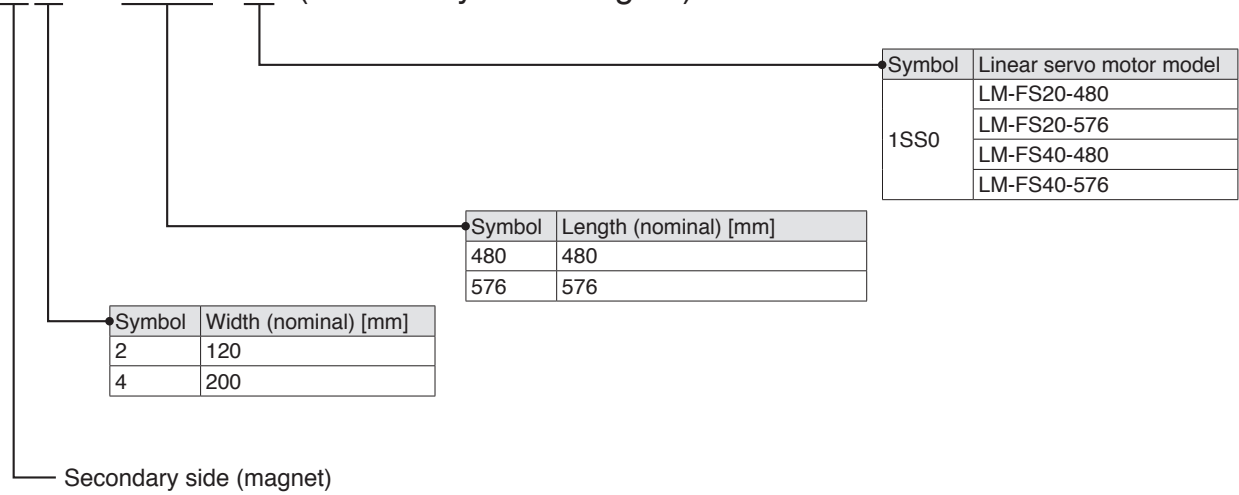 Symbol Linear servo motor model
1SS0 LM-FS20-480
LM-FS20-576
LM-FS40-480
LM-FS40-576
Symbol Length (nominal) [mm]
480 480
576 576
Symbol Width (nominal) [mm]
2 120
4 200
Secondary side (magnet)